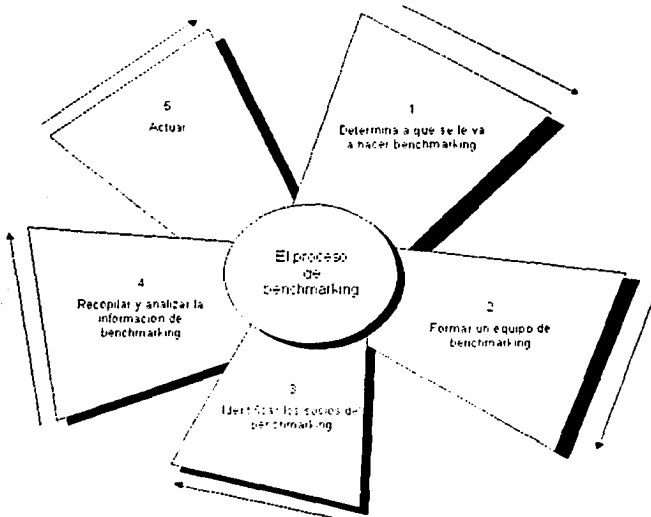 El proceso
de
benchmarking
1
Determina a que se le va
a hacer benchmarking
2
Formar un equipo de
benchmarking
3
Identificar los socios del
benchmarking
4
Recopilar y analizar la
información de
benchmarking
5
Actuar